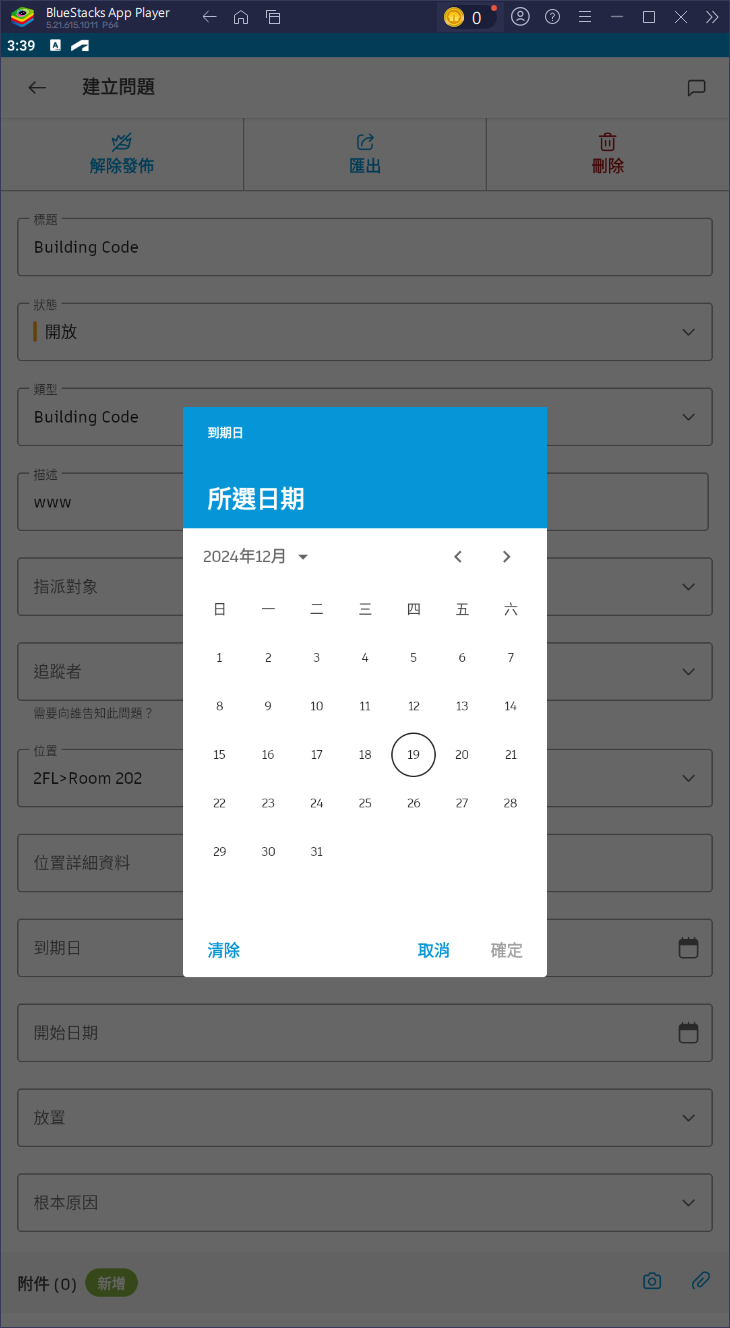 BlueStacks App Player
5.21.615.1011 P64
0
3:39
建立問題
解除發佈
匯出
刪除
標題
Building Code
狀態
開放
類型
Building Code
描述
www
指派對象
追蹤者
需要向誰告知此問題？
位置
2FL>Room 202
位置詳細資料
到期日
開始日期
放置
根本原因
附件 (0) 新增
到期日
所選日期
2024年12月
日 一 二 三 四 五 六
1 2 3 4 5 6 7
8 9 10 11 12 13 14
15 16 17 18 19 20 21
22 23 24 25 26 27 28
29 30 31
清除 取消 確定